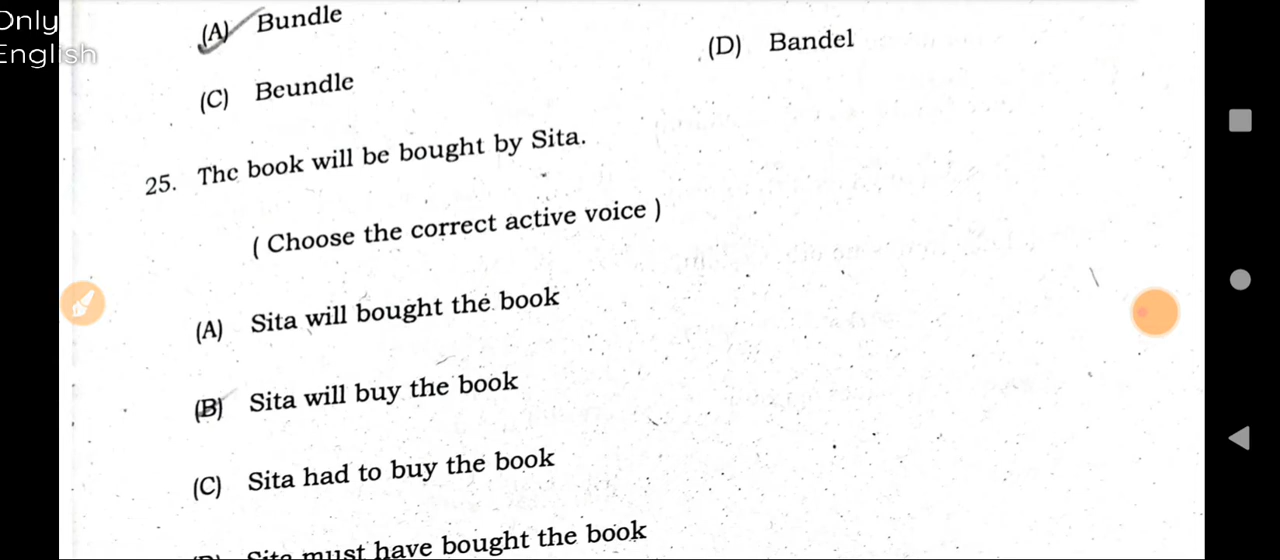 Only
English
(A) Bundle
(D) Bandel
(C) Beundle
25. The book will be bought by Sita.
( Choose the correct active voice )
(A) Sita will bought the book
(B) Sita will buy the book
(C) Sita had to buy the book
Sita must have bought the book